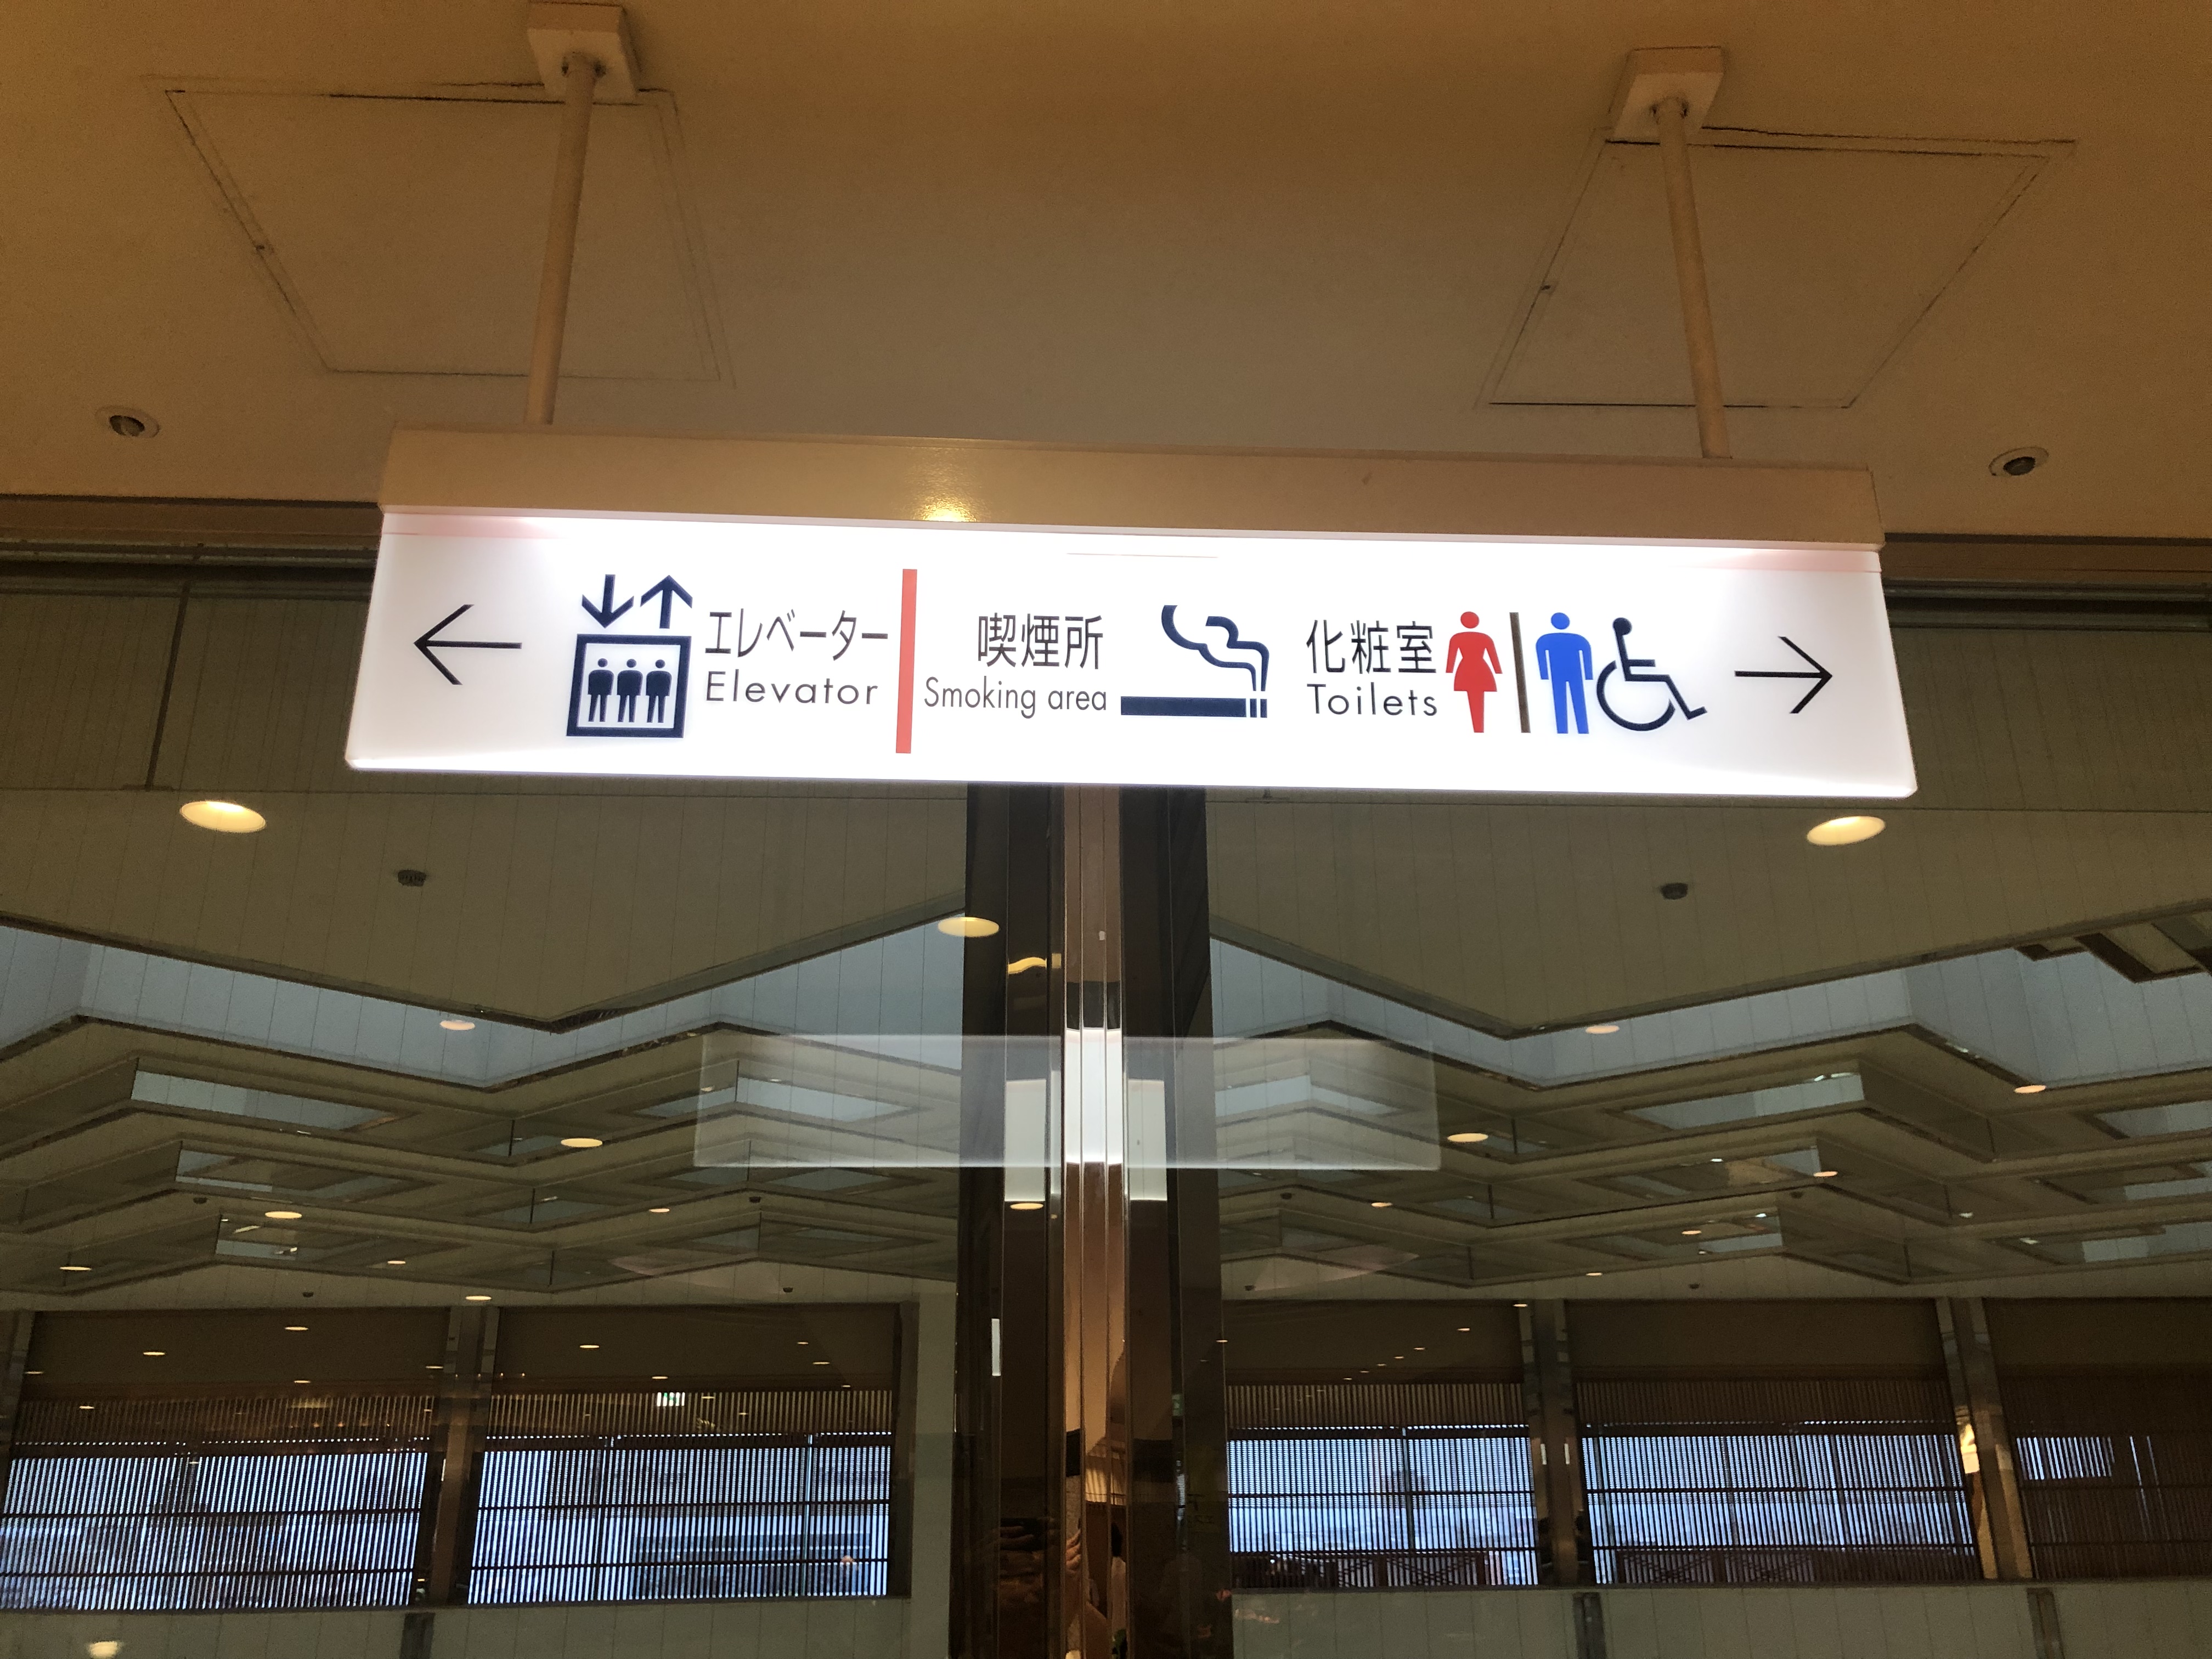 エレベーター
Elevator
喫煙所
Smoking area
化粧室
Toilets